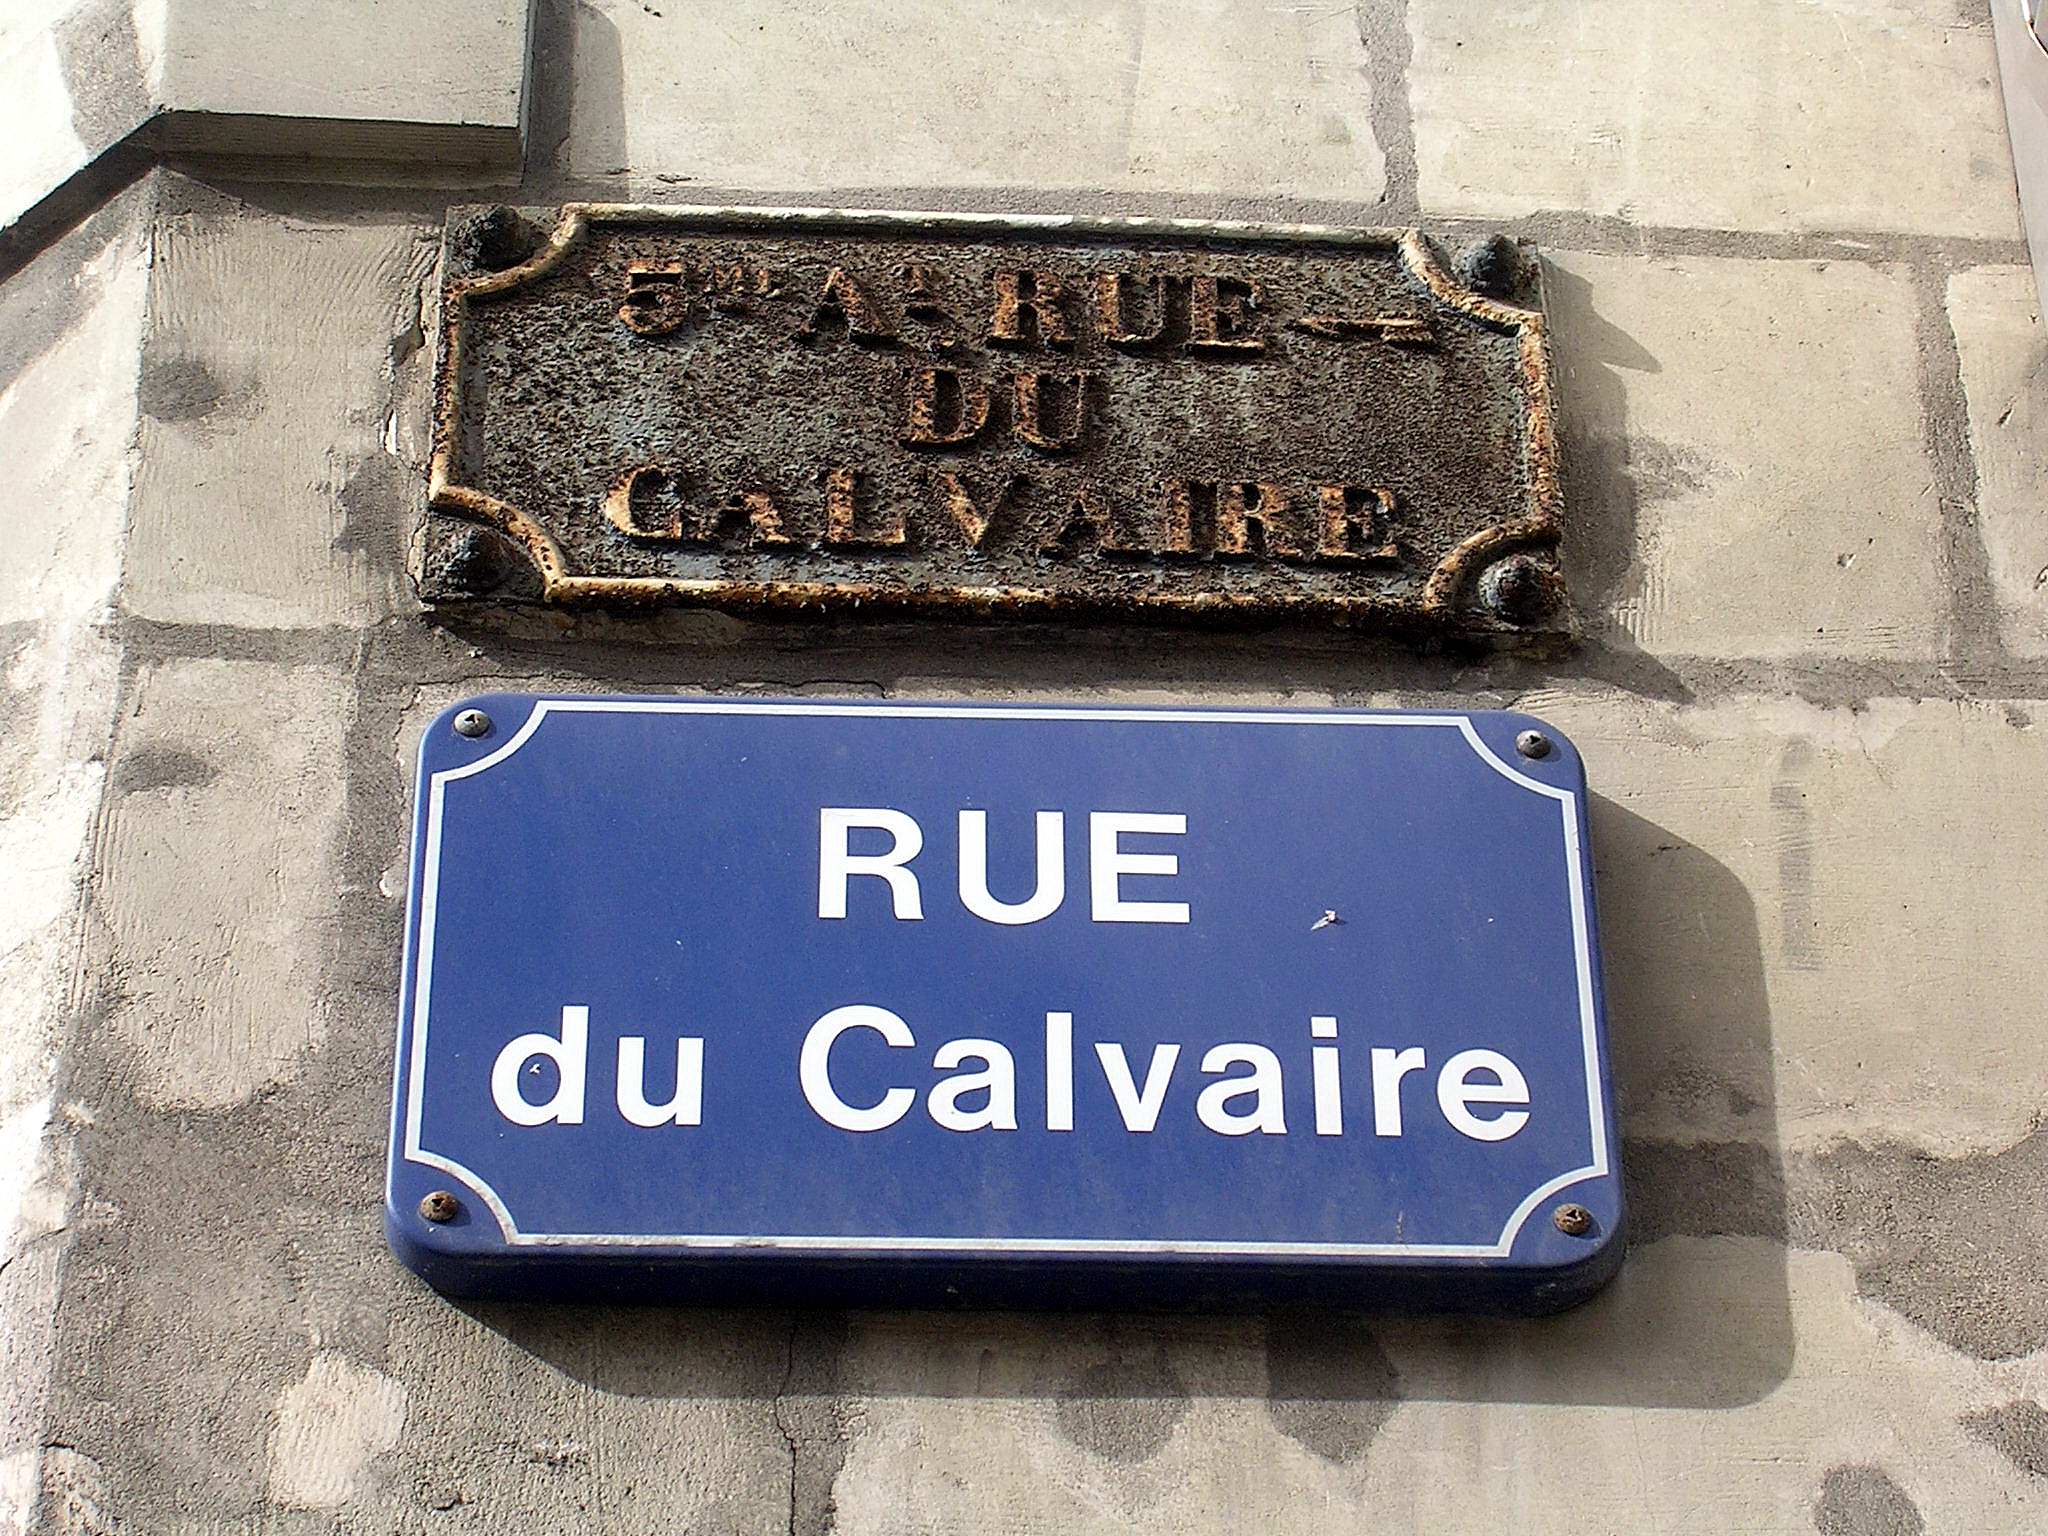 5ME AT RUE
DU
CALVAIRE
RUE
du Calvaire